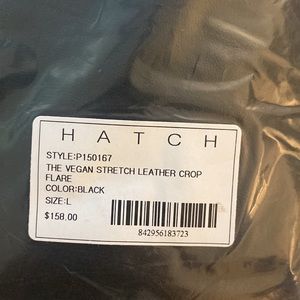 HATCH
STYLE:P150167
THE VEGAN STRETCH LEATHER CROP
FLARE
COLOR:BLACK
SIZE:L
$158.00
842956183723